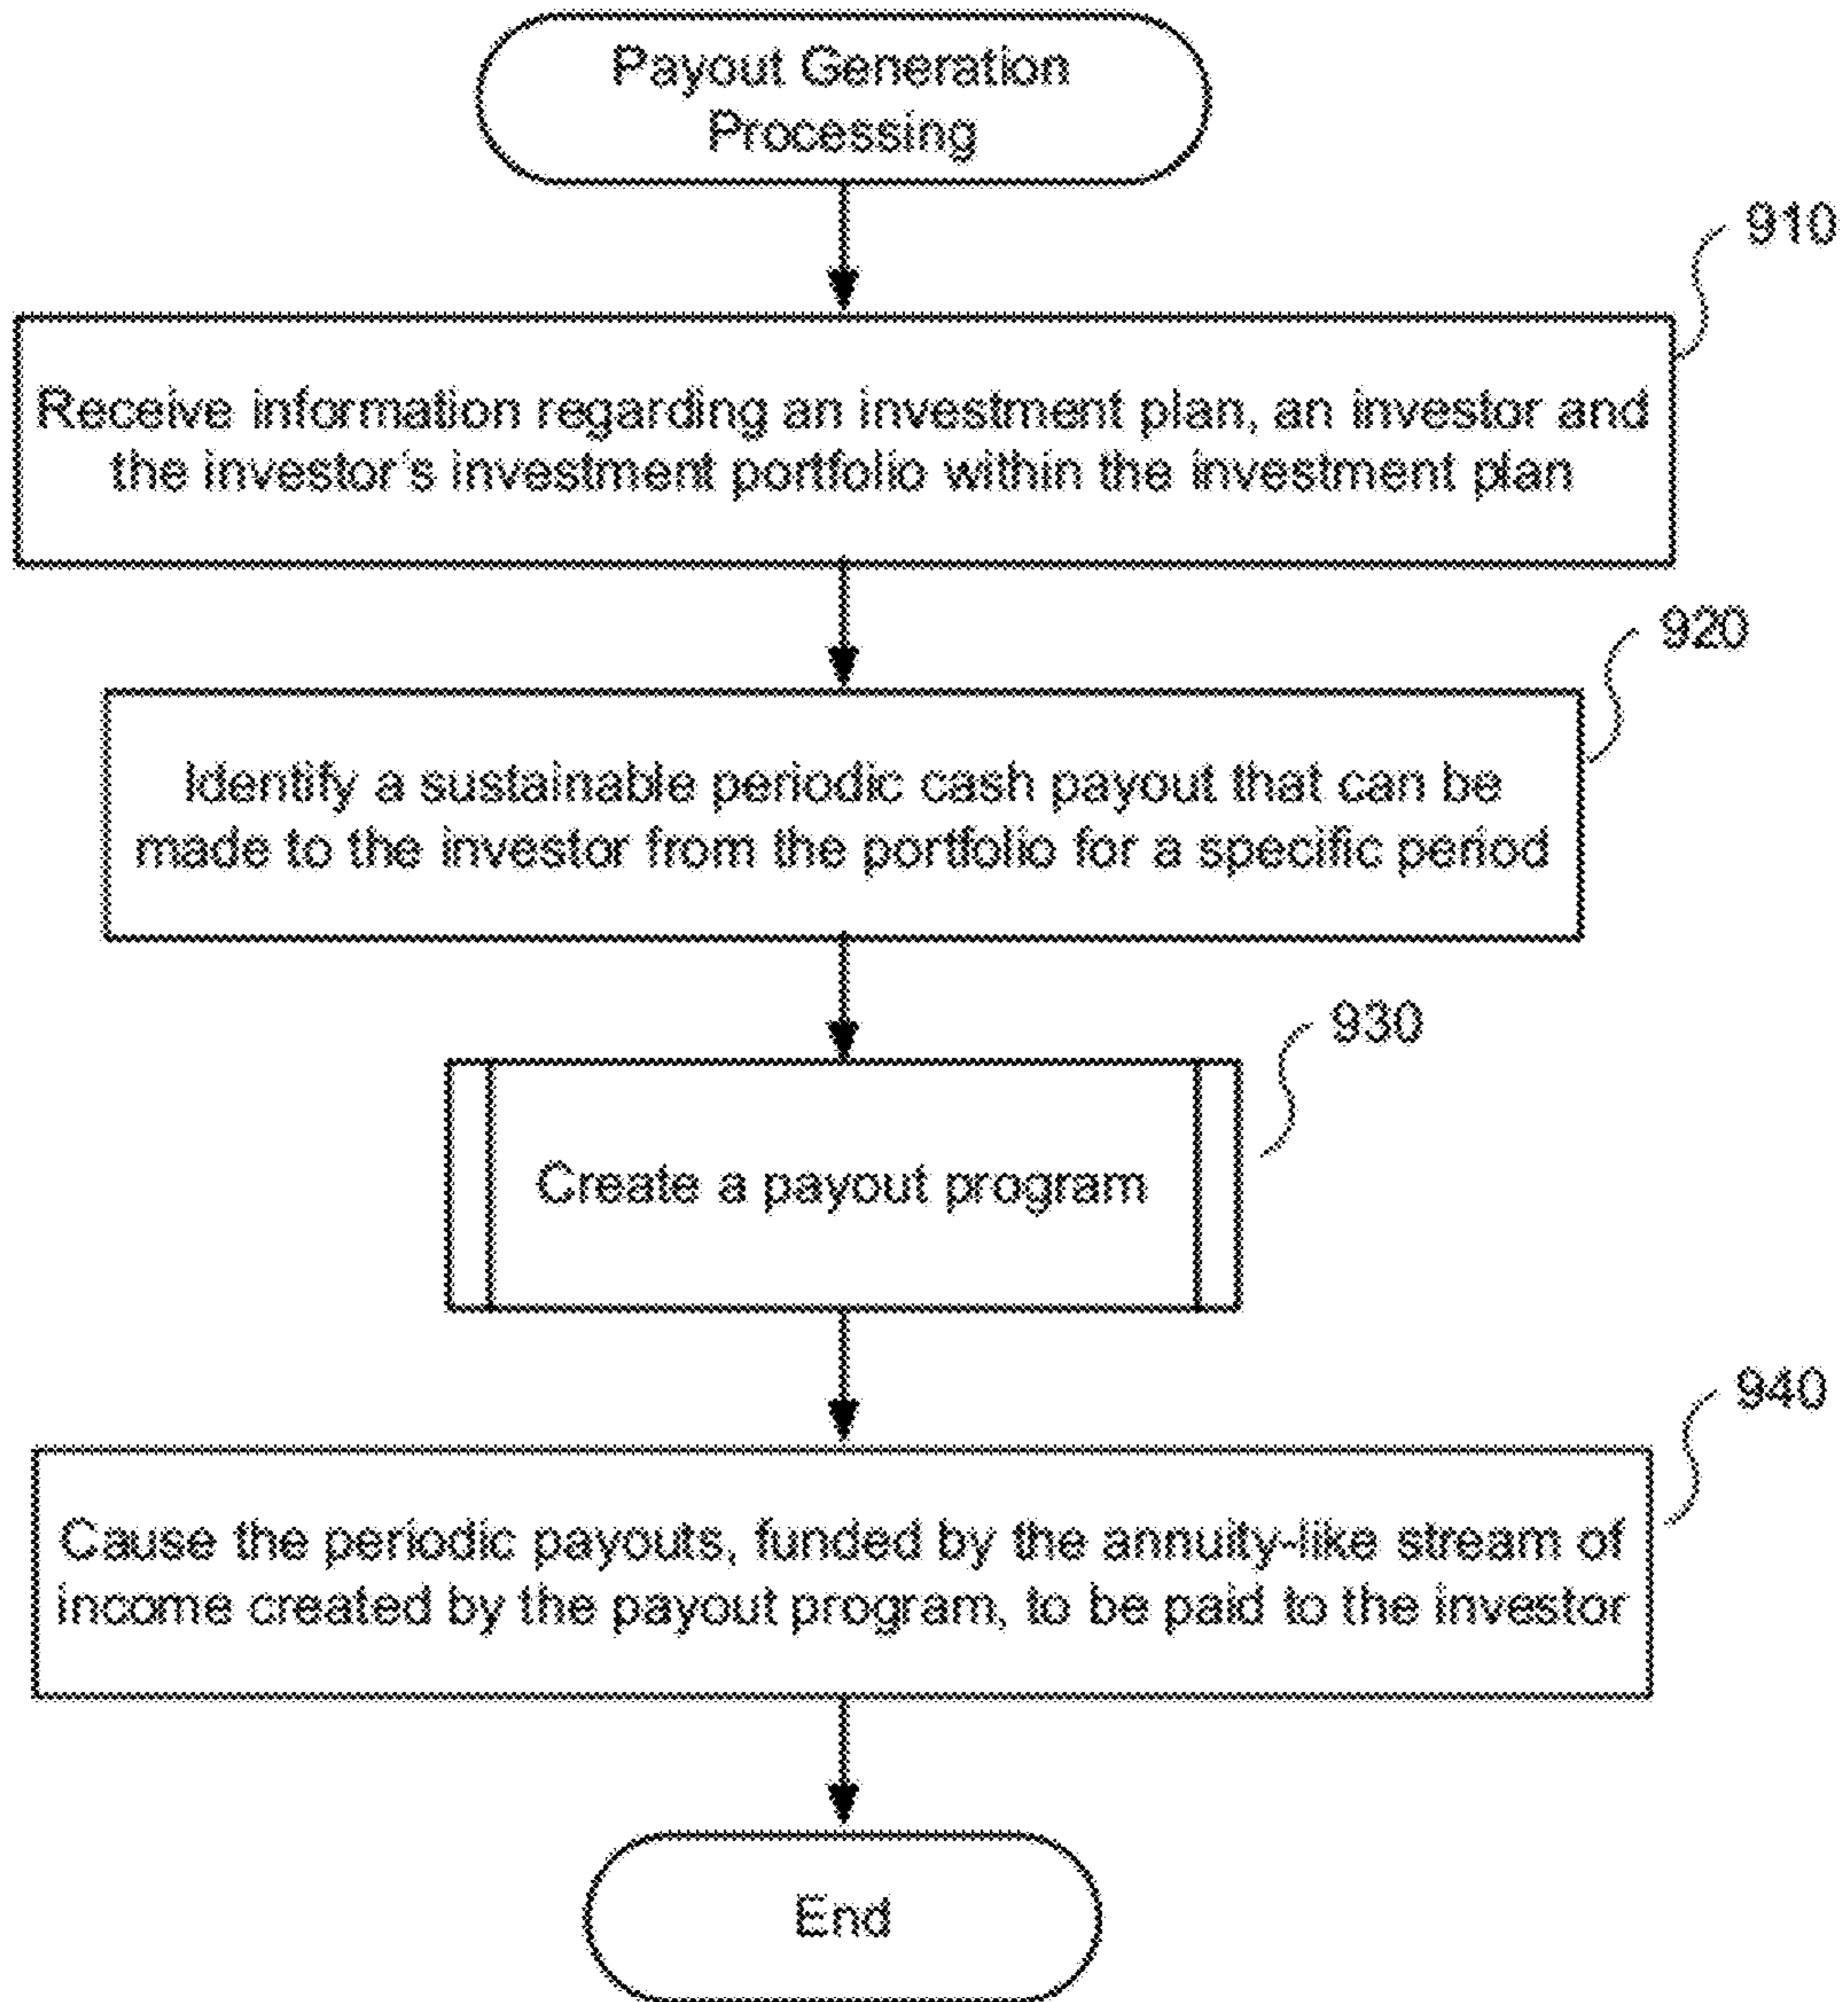 Payout Generation
Processing
910
Receive information regarding an investment plan, an investor and
the investor's investment portfolio within the investment plan
920
Identify a sustainable periodic cash payout that can be
made to the investor from the portfolio for a specific period
930
Create a payout program
940
Cause the periodic payouts, funded by the annuity-like stream of
income created by the payout program, to be paid to the investor
End